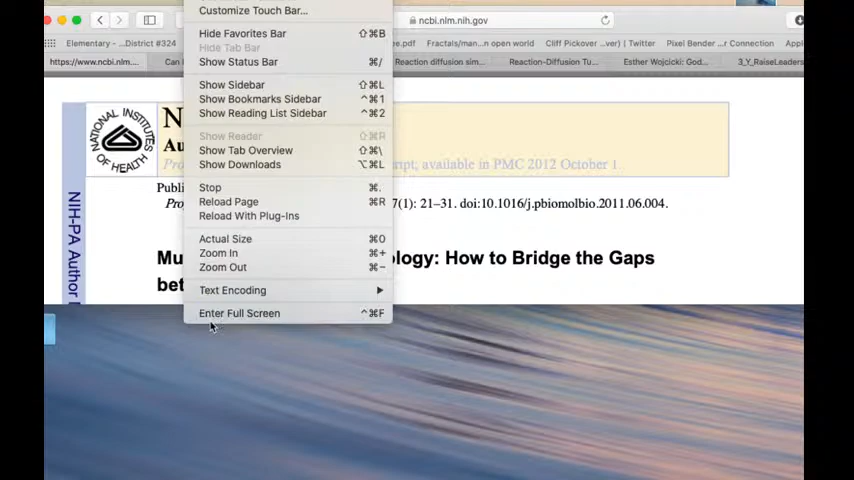 Customize Touch Bar...
ncbi.nlm.nih.gov
Hide Favorites Bar ⇧⌘B
Elementary -...District #324
e.pdf
Fractals/man...n open world
Cliff Pickover ...ver) | Twitter
Pixel Bender ...r Connection
Hide Tab Bar
https://www.ncbi.nlm....
Show Status Bar ⌘/
Reaction diffusion sim...
Reaction-Diffusion Tu...
Esther Wojcicki: God...
3_Y_RaiseLeaders
Show Sidebar ⇧⌘L
Show Bookmarks Sidebar ^⌘1
Show Reading List Sidebar ^⌘2
NATIONAL INSTITUTES OF HEALTH
N
Show Reader ⇧⌘R
Au
Show Tab Overview ⇧⌘\
Show Downloads ⌥⌘L
available in PMC 2012 October 1.
Stop ⌘.
Reload Page ⌘R
7(1): 21–31. doi:10.1016/j.pbiomolbio.2011.06.004.
Reload With Plug-Ins
NIH-PA Author
Actual Size ⌘0
Zoom In ⌘+
Mu
ology: How to Bridge the Gaps
Zoom Out ⌘−
bet
Text Encoding
Enter Full Screen ^⌘F